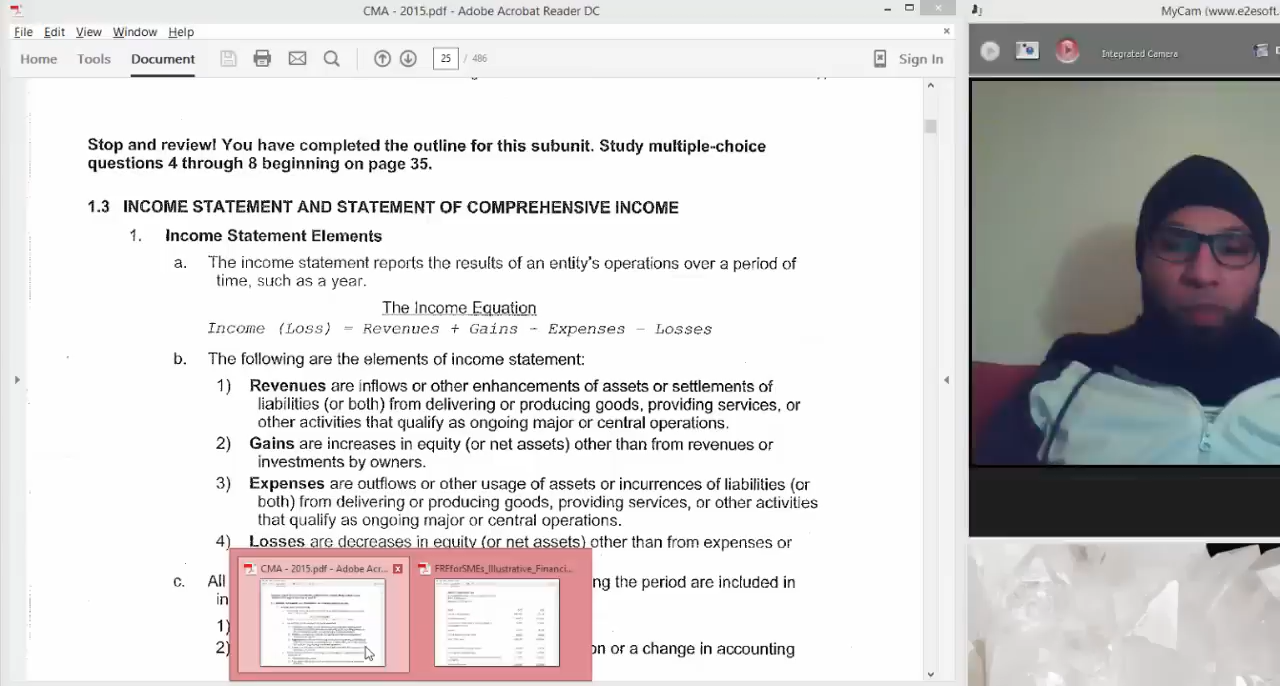 CMA - 2015.pdf - Adobe Acrobat Reader DC
MyCam (www.e2esoft.
File Edit View Window Help
Home Tools Document 25 / 486 Sign In
Integrated Camera
Stop and review! You have completed the outline for this subunit. Study multiple-choice
questions 4 through 8 beginning on page 35.
1.3 INCOME STATEMENT AND STATEMENT OF COMPREHENSIVE INCOME
1. Income Statement Elements
a. The income statement reports the results of an entity's operations over a period of
time, such as a year.
The Income Equation
Income (Loss) = Revenues + Gains - Expenses - Losses
b. The following are the elements of income statement:
1) Revenues are inflows or other enhancements of assets or settlements of
liabilities (or both) from delivering or producing goods, providing services, or
other activities that qualify as ongoing major or central operations.
2) Gains are increases in equity (or net assets) other than from revenues or
investments by owners.
3) Expenses are outflows or other usage of assets or incurrences of liabilities (or
both) from delivering or producing goods, providing services, or other activities
that qualify as ongoing major or central operations.
4) Losses are decreases in equity (or net assets) other than from expenses or
CMA - 2015.pdf - Adobe Acr... FRFforSMEs_Illustrative_Financi...
c. All ng the period are included in
in
1)
2) on or a change in accounting